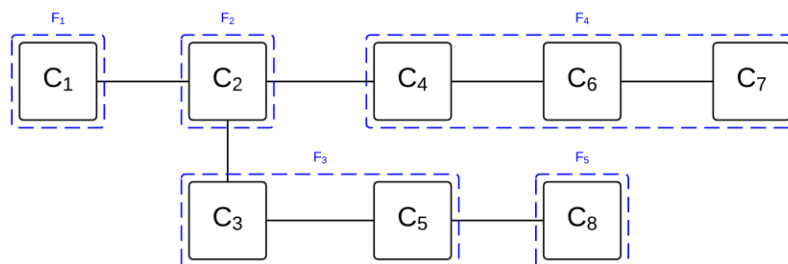 F₁ F₂ F₄
C₁ C₂ C₄ C₆ C₇
F₃ F₅
C₃ C₅ C₈